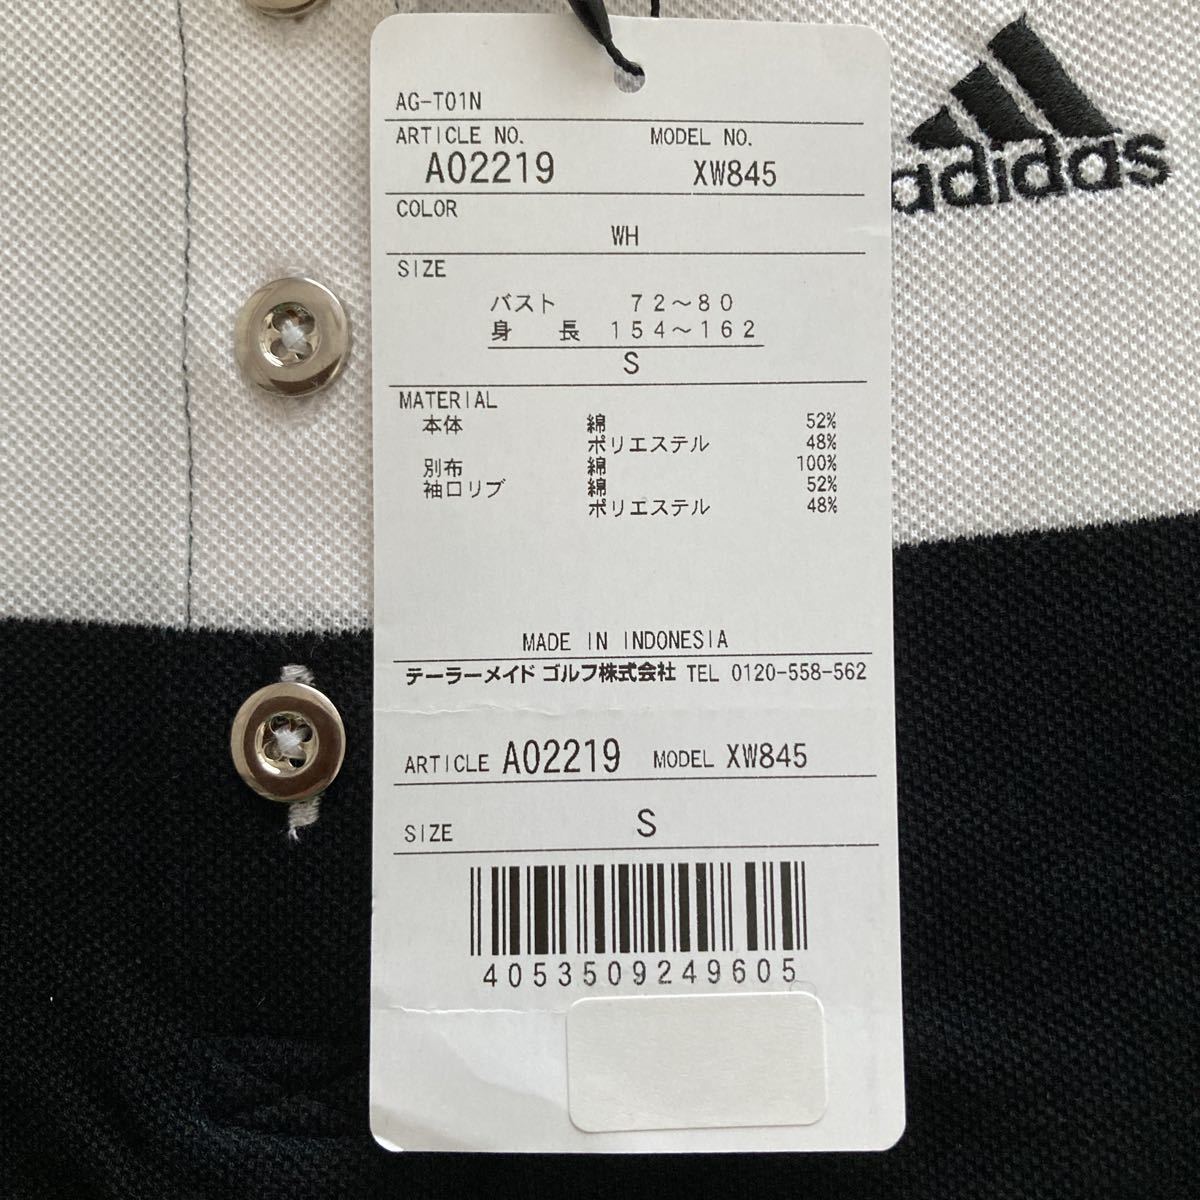 adidas
AG-T01N
ARTICLE NO. MODEL NO.
A02219 XW845
COLOR
WH
SIZE
バスト 72～80
身長 154～162
S
MATERIAL
本体 綿 52%
ポリエステル 48%
別布 綿 100%
袖口リブ 綿 52%
ポリエステル 48%
MADE IN INDONESIA
テーラーメイド ゴルフ株式会社 TEL 0120-558-562
ARTICLE A02219 MODEL XW845
SIZE S
4053509249605